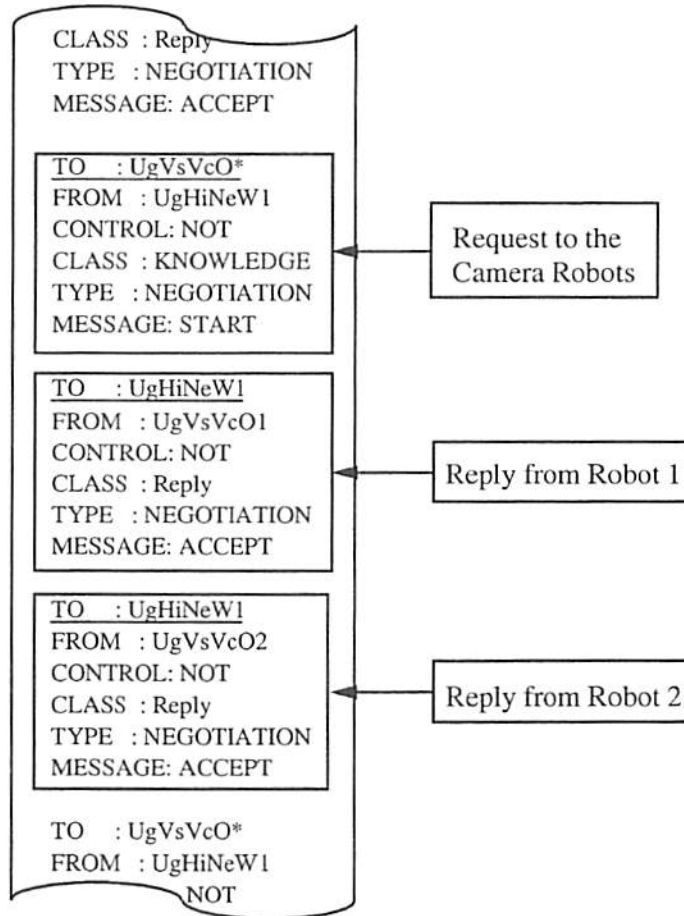 CLASS : Reply
TYPE : NEGOTIATION
MESSAGE: ACCEPT
TO : UgVsVcO*
FROM : UgHiNeW1
CONTROL: NOT
CLASS : KNOWLEDGE
TYPE : NEGOTIATION
MESSAGE: START
Request to the
Camera Robots
TO : UgHiNeW1
FROM : UgVsVcO1
CONTROL: NOT
CLASS : Reply
TYPE : NEGOTIATION
MESSAGE: ACCEPT
Reply from Robot 1
TO : UgHiNeW1
FROM : UgVsVcO2
CONTROL: NOT
CLASS : Reply
TYPE : NEGOTIATION
MESSAGE: ACCEPT
Reply from Robot 2
TO : UgVsVcO*
FROM : UgHiNeW1
NOT